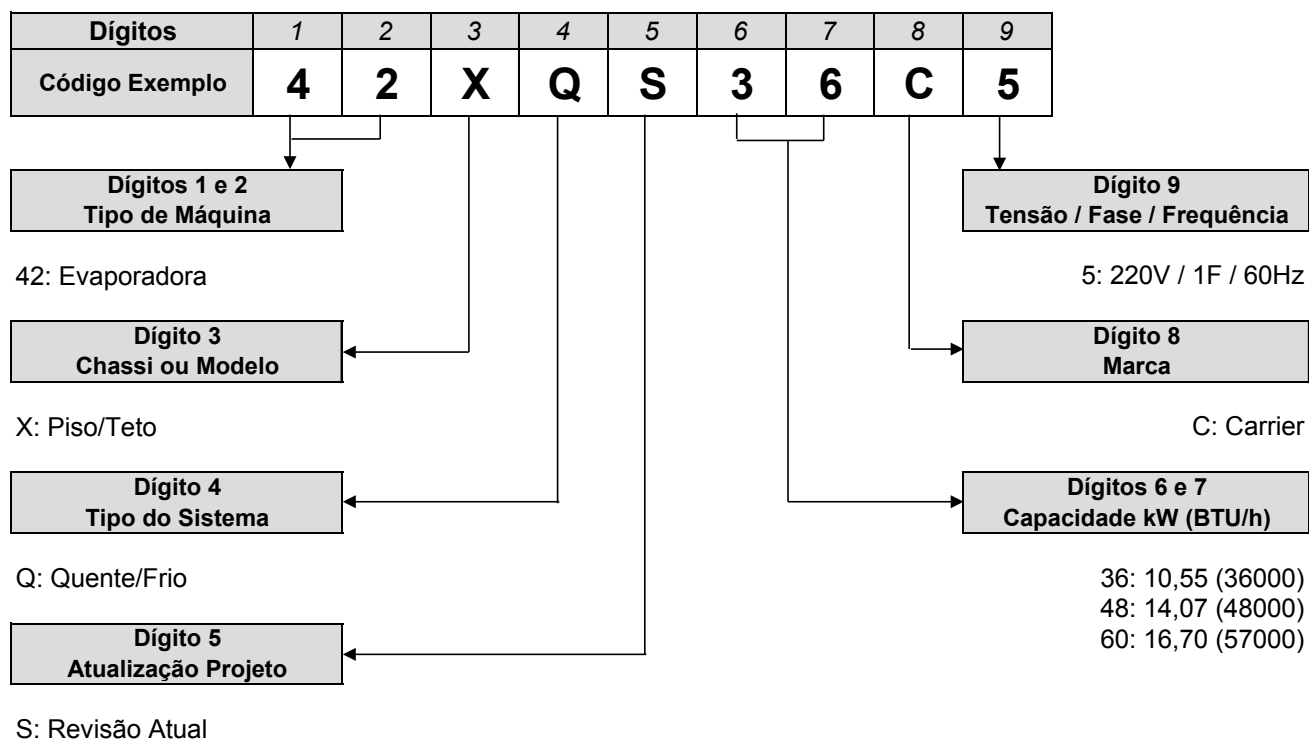 Dígitos 1 2 3 4 5 6 7 8 9
Código Exemplo 4 2 X Q S 3 6 C 5
Dígitos 1 e 2
Tipo de Máquina
42: Evaporadora
Dígito 3
Chassi ou Modelo
X: Piso/Teto
Dígito 4
Tipo do Sistema
Q: Quente/Frio
Dígito 5
Atualização Projeto
S: Revisão Atual
Dígito 9
Tensão / Fase / Frequência
5: 220V / 1F / 60Hz
Dígito 8
Marca
C: Carrier
Dígitos 6 e 7
Capacidade kW (BTU/h)
36: 10,55 (36000)
48: 14,07 (48000)
60: 16,70 (57000)